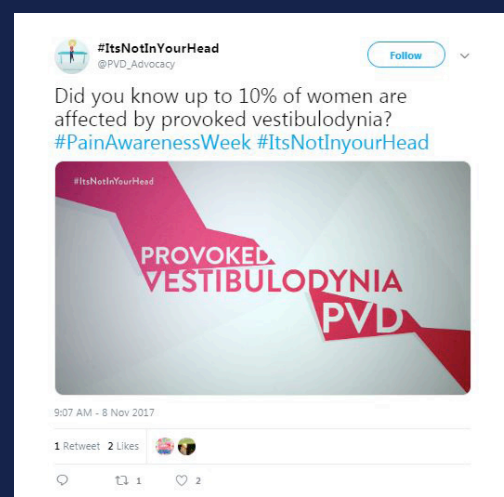 #ItsNotInYourHead
@PVD_Advocacy
Follow
Did you know up to 10% of women are
affected by provoked vestibulodynia?
#PainAwarenessWeek #ItsNotInyourHead
#ItsNotInYourHead
PROVOKED
VESTIBULODYNIA
PVD
9:07 AM - 8 Nov 2017
1 Retweet 2 Likes
1 2